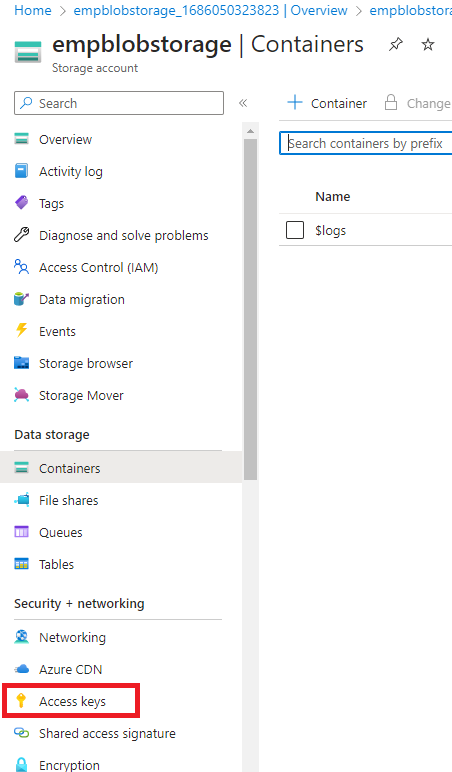 Home > empblobstorage_1686050323823 | Overview > empblobstora
empblobstorage | Containers
Storage account
Search
«
+ Container
Change
Overview
Search containers by prefix
Activity log
Name
Tags
$logs
Diagnose and solve problems
Access Control (IAM)
Data migration
Events
Storage browser
Storage Mover
Data storage
Containers
File shares
Queues
Tables
Security + networking
Networking
Azure CDN
Access keys
Shared access signature
Encryption